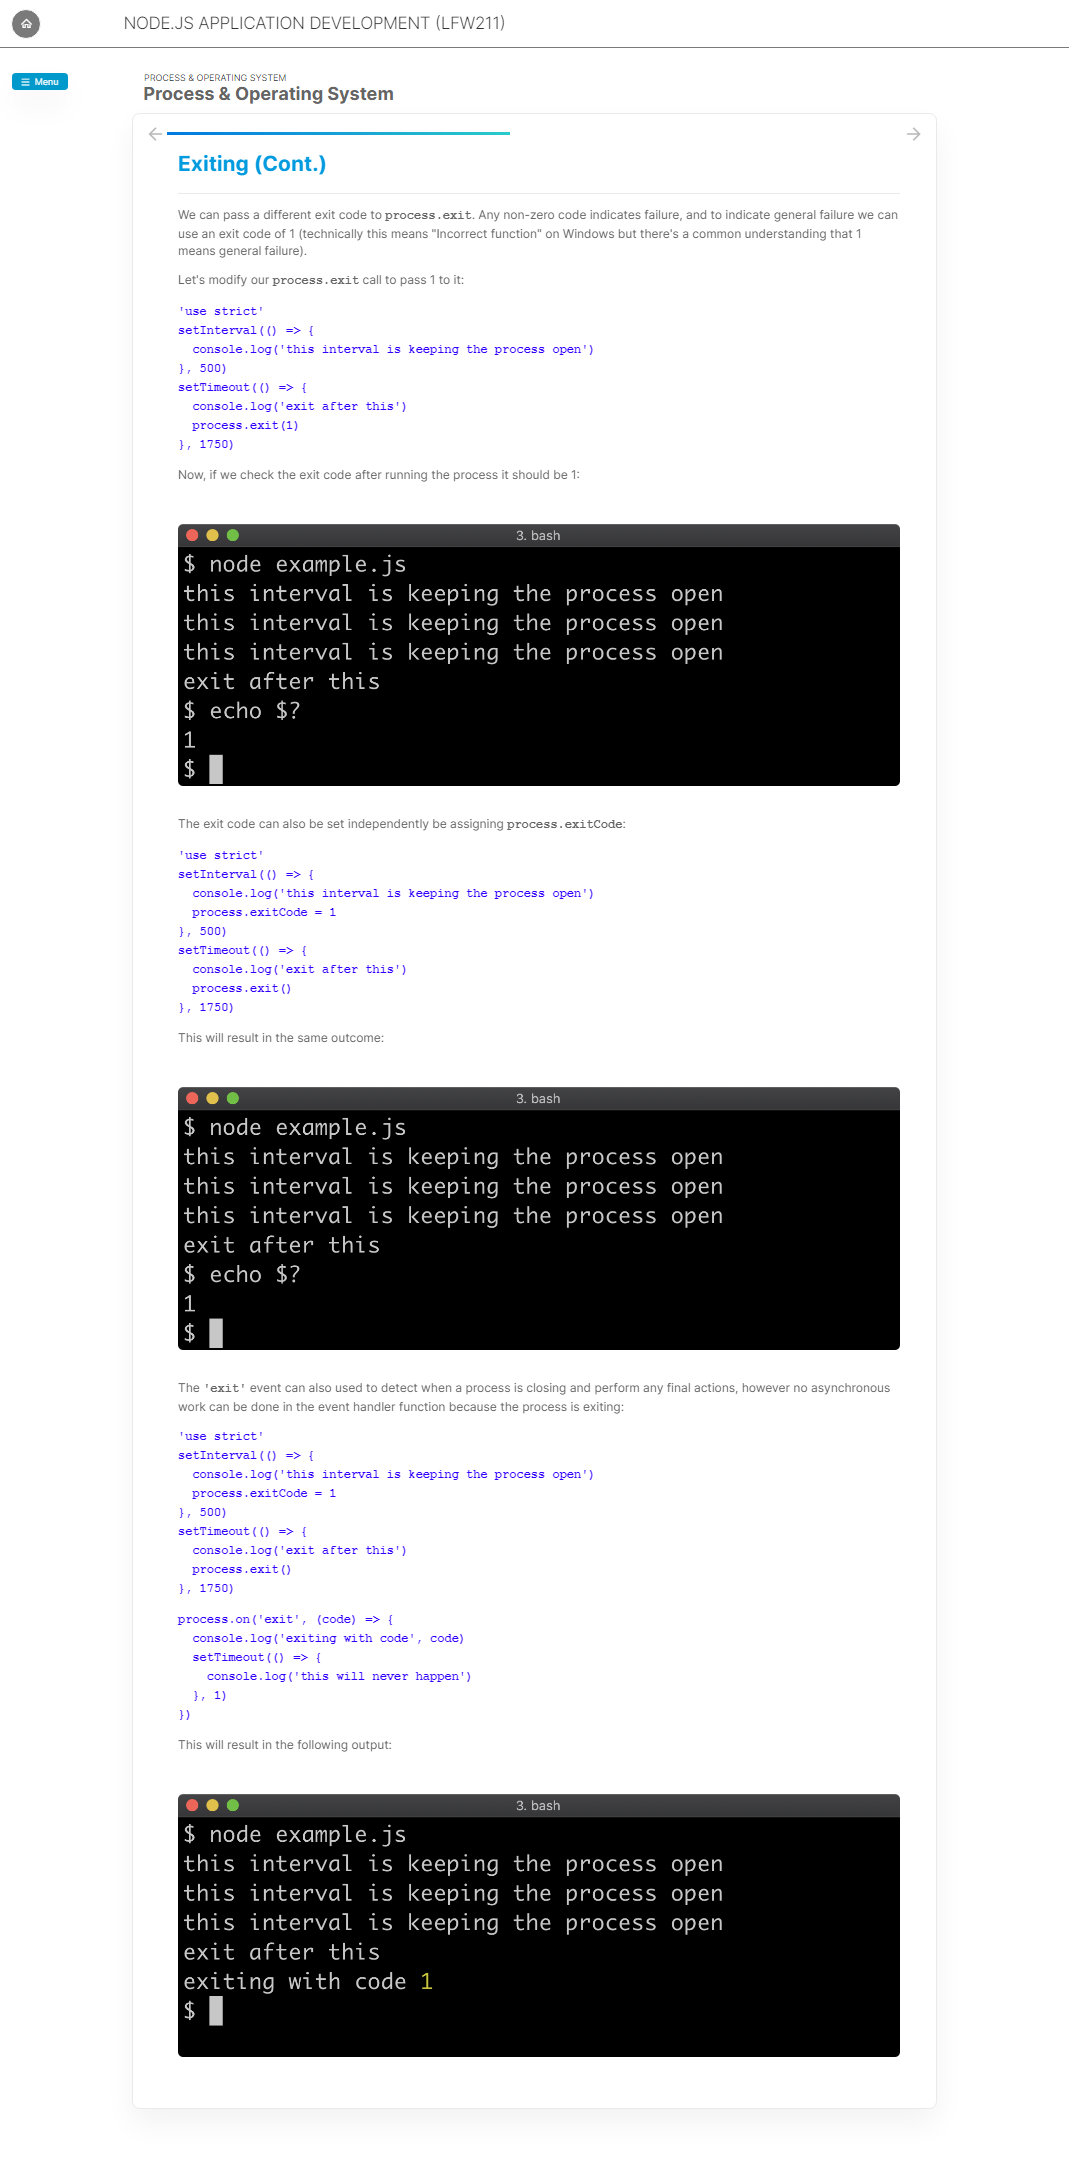 NODE.JS APPLICATION DEVELOPMENT (LFW211)
Menu
PROCESS & OPERATING SYSTEM
Process & Operating System
Exiting (Cont.)
We can pass a different exit code to process.exit. Any non-zero code indicates failure, and to indicate general failure we can
use an exit code of 1 (technically this means "Incorrect function" on Windows but there's a common understanding that 1
means general failure).
Let's modify our process.exit call to pass 1 to it:
'use strict'
setInterval(() => {
  console.log('this interval is keeping the process open')
}, 500)
setTimeout(() => {
  console.log('exit after this')
  process.exit(1)
}, 1750)
Now, if we check the exit code after running the process it should be 1:
3. bash
$ node example.js
this interval is keeping the process open
this interval is keeping the process open
this interval is keeping the process open
exit after this
$ echo $?
1
$
The exit code can also be set independently be assigning process.exitCode:
'use strict'
setInterval(() => {
  console.log('this interval is keeping the process open')
  process.exitCode = 1
}, 500)
setTimeout(() => {
  console.log('exit after this')
  process.exit()
}, 1750)
This will result in the same outcome:
3. bash
$ node example.js
this interval is keeping the process open
this interval is keeping the process open
this interval is keeping the process open
exit after this
$ echo $?
1
$
The 'exit' event can also used to detect when a process is closing and perform any final actions, however no asynchronous
work can be done in the event handler function because the process is exiting:
'use strict'
setInterval(() => {
  console.log('this interval is keeping the process open')
  process.exitCode = 1
}, 500)
setTimeout(() => {
  console.log('exit after this')
  process.exit()
}, 1750)
process.on('exit', (code) => {
  console.log('exiting with code', code)
  setTimeout(() => {
    console.log('this will never happen')
  }, 1)
})
This will result in the following output:
3. bash
$ node example.js
this interval is keeping the process open
this interval is keeping the process open
this interval is keeping the process open
exit after this
exiting with code 1
$